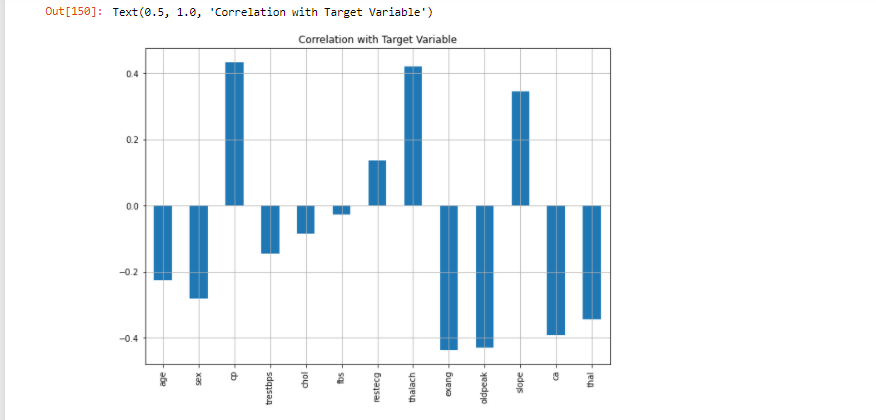 Out[150]: Text(0.5, 1.0, 'Correlation with Target Variable')
Correlation with Target Variable
0.4
0.2
0.0
−0.2
−0.4
age
sex
cp
trestbps
chol
fbs
restecg
thalach
exang
oldpeak
slope
ca
thal